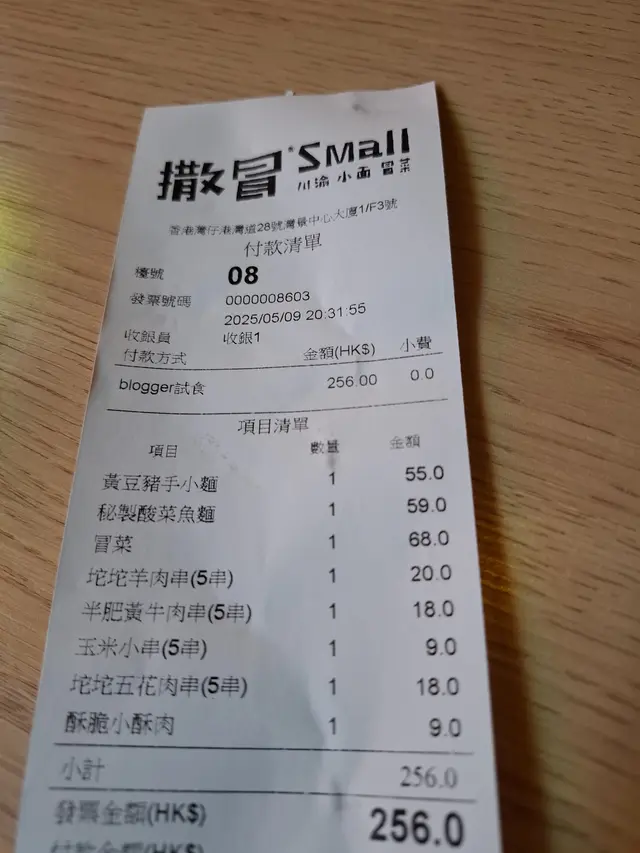 撒冒® Small
川渝小面 冒菜
香港灣仔港灣道28號灣景中心大廈1/F3號
付款清單
檯號 08
發票號碼 0000008603
2025/05/09 20:31:55
收銀員 收銀1
付款方式 金額(HK$) 小費
blogger試食 256.00 0.0
項目清單
項目 數量 金額
黃豆豬手小麵 1 55.0
秘製酸菜魚麵 1 59.0
冒菜 1 68.0
坨坨羊肉串(5串) 1 20.0
半肥黃牛肉串(5串) 1 18.0
玉米小串(5串) 1 9.0
坨坨五花肉串(5串) 1 18.0
酥脆小酥肉 1 9.0
小計 256.0
發票金額(HK$) 256.0
付款金額(HK$)